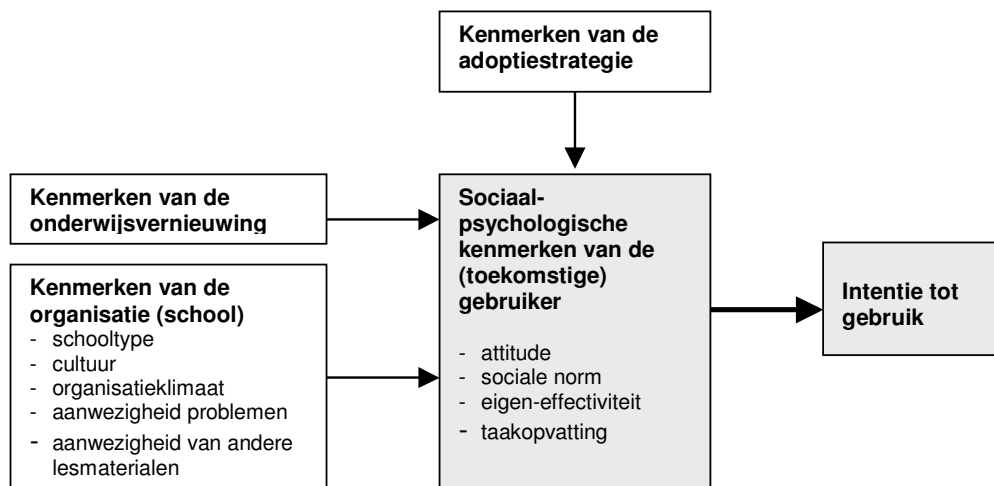 Kenmerken van de
adoptiestrategie
Kenmerken van de
onderwijsvernieuwing
Kenmerken van de
organisatie (school)
- schooltype
- cultuur
- organisatieklimaat
- aanwezigheid problemen
- aanwezigheid van andere
lesmaterialen
Sociaal-
psychologische
kenmerken van de
(toekomstige)
gebruiker
- attitude
- sociale norm
- eigen-effectiviteit
- taakopvatting
Intentie tot
gebruik